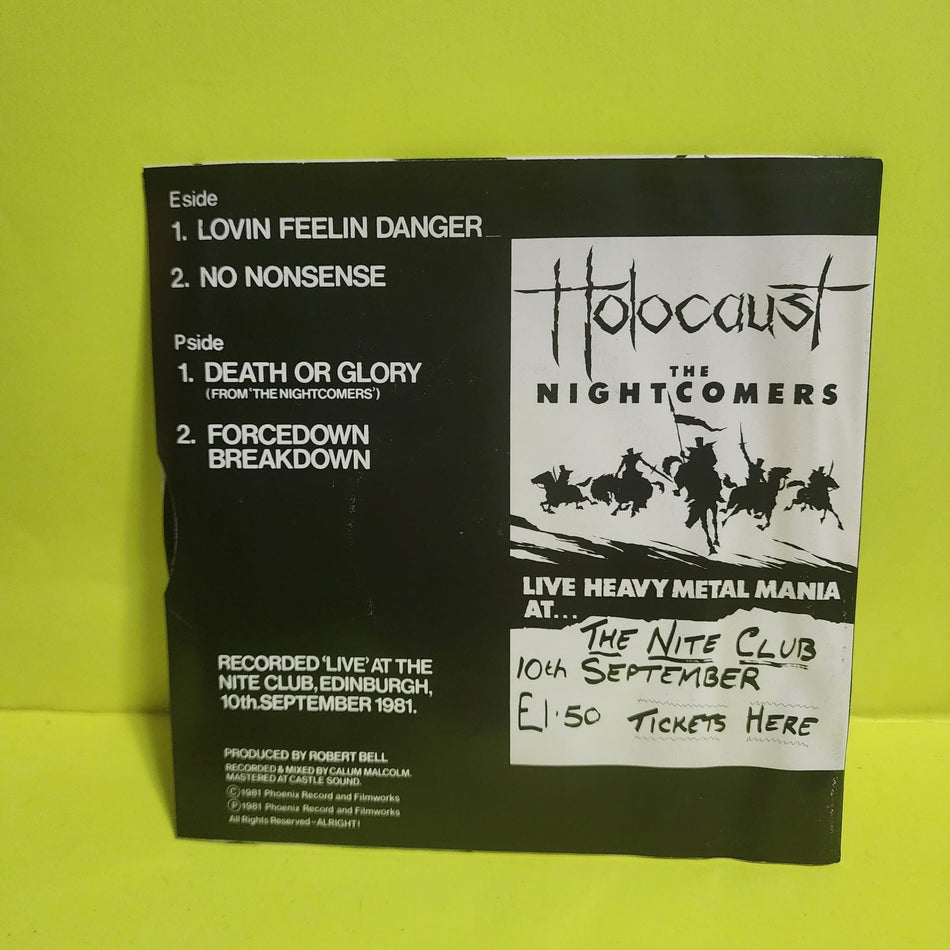 E side
1. LOVIN FEELIN DANGER
2. NO NONSENSE
P side
1. DEATH OR GLORY
(FROM 'THE NIGHTCOMERS')
2. FORCEDOWN
BREAKDOWN
RECORDED 'LIVE' AT THE
NITE CLUB, EDINBURGH,
10th. SEPTEMBER 1981.
PRODUCED BY ROBERT BELL
RECORDED & MIXED BY CALUM MALCOLM.
MASTERED AT CASTLE SOUND.
©1981 Phoenix Record and Filmworks
℗1981 Phoenix Record and Filmworks
All Rights Reserved–ALRIGHT!
Holocaust
THE
NIGHTCOMERS
LIVE HEAVY METAL MANIA
AT...
THE NITE CLUB
10th SEPTEMBER
£1·50 TICKETS HERE